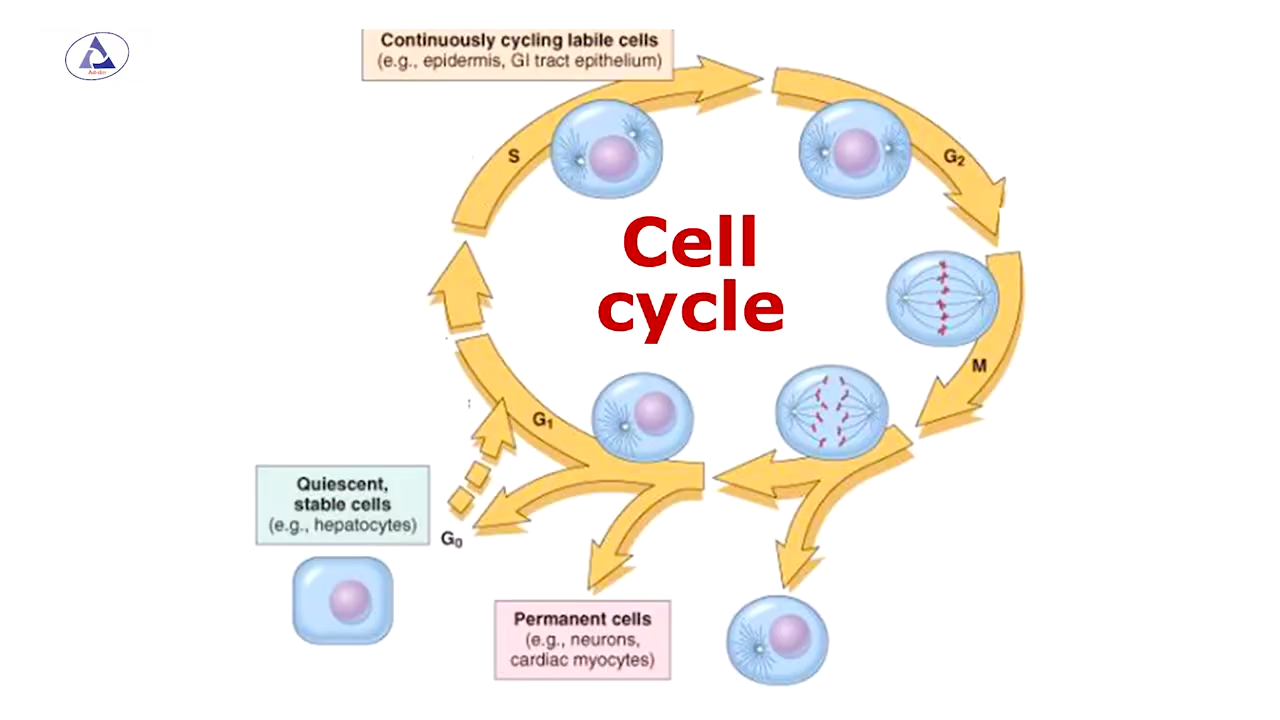 Continuously cycling labile cells
(e.g., epidermis, GI tract epithelium)
S
G₂
Cell
cycle
M
G₁
Quiescent,
stable cells
(e.g., hepatocytes)
G₀
Permanent cells
(e.g., neurons,
cardiac myocytes)